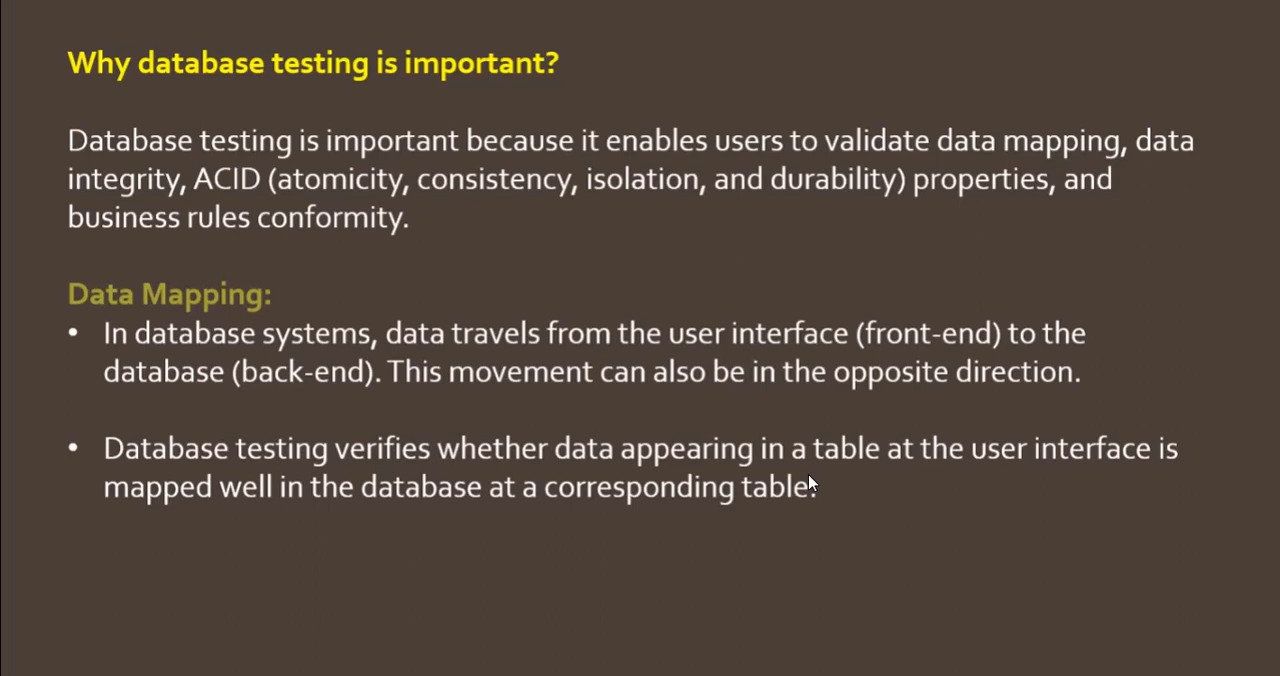 Why database testing is important?
Database testing is important because it enables users to validate data mapping, data
integrity, ACID (atomicity, consistency, isolation, and durability) properties, and
business rules conformity.
Data Mapping:
• In database systems, data travels from the user interface (front-end) to the
database (back-end). This movement can also be in the opposite direction.
• Database testing verifies whether data appearing in a table at the user interface is
mapped well in the database at a corresponding table.